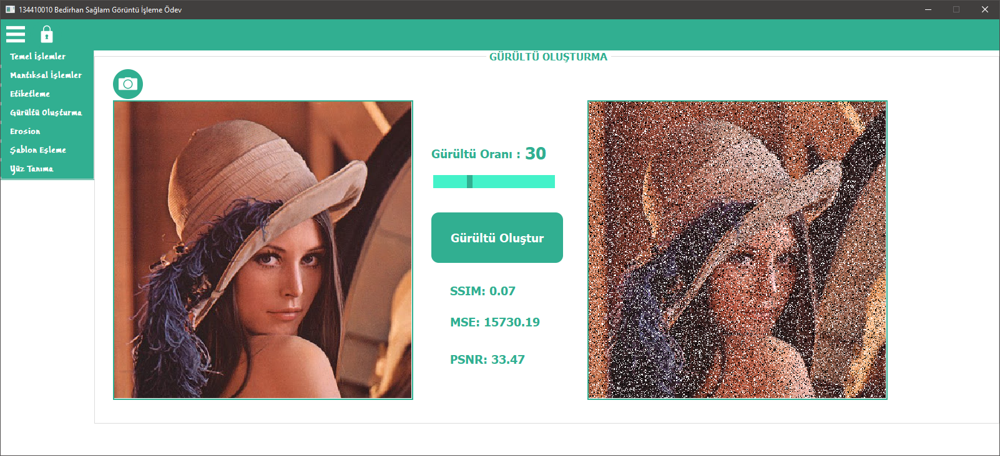 134410010 Bedirhan Sağlam Görüntü İşleme Ödev
Temel İşlemler
Mantıksal İşlemler
Etiketleme
Gürültü Oluşturma
Erosion
Şablon Eşleme
Yüz Tanıma
GÜRÜLTÜ OLUŞTURMA
Gürültü Oranı : 30
Gürültü Oluştur
SSIM: 0.07
MSE: 15730.19
PSNR: 33.47